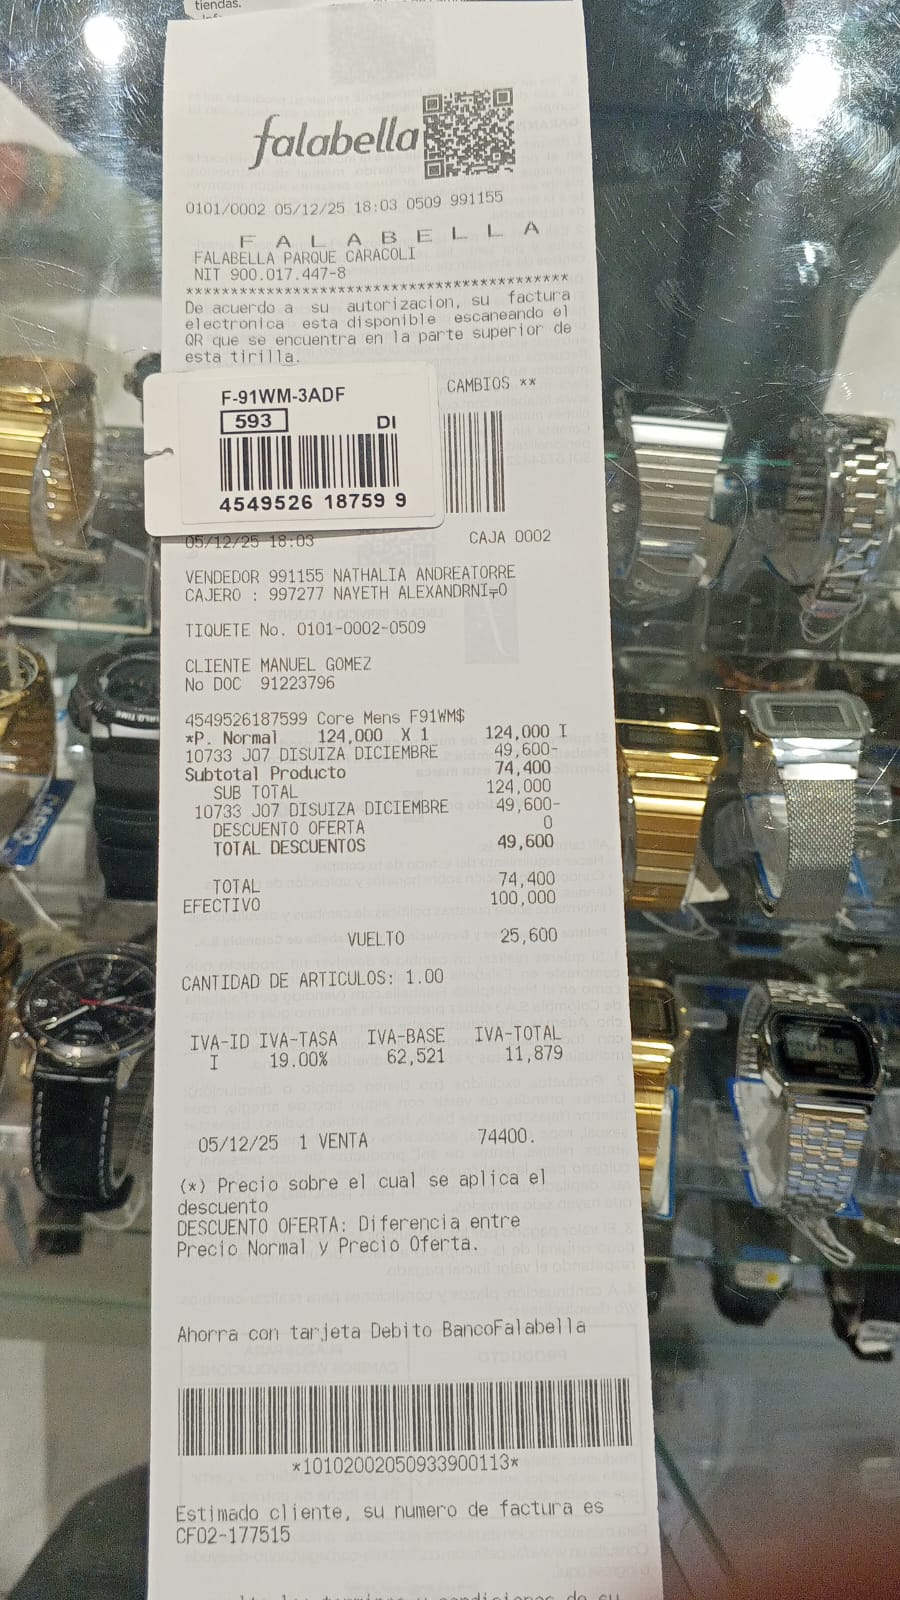 tiendas.
falabella
0101/0002 05/12/25 18:03 0509 991155
F A L A B E L L A
FALABELLA PARQUE CARACOLI
NIT 900.017.447-8
******************************************
De acuerdo a su autorizacion, su factura
electronica esta disponible escaneando el
QR que se encuentra en la parte superior de
esta tirilla.
CAMBIOS **
F-91WM-3ADF
593 DI
4549526 18759 9
05/12/25 18:03 CAJA 0002
VENDEDOR 991155 NATHALIA ANDREATORRE
CAJERO : 997277 NAYETH ALEXANDRNI=0
TIQUETE No. 0101-0002-0509
CLIENTE MANUEL GOMEZ
No DOC 91223796
4549526187599 Core Mens F91WM$
*P. Normal 124,000 X 1 124,000 I
10733 J07 DISUIZA DICIEMBRE 49,600-
Subtotal Producto 74,400
SUB TOTAL 124,000
10733 J07 DISUIZA DICIEMBRE 49,600-
DESCUENTO OFERTA 0
TOTAL DESCUENTOS 49,600
TOTAL 74,400
EFECTIVO 100,000
VUELTO 25,600
CANTIDAD DE ARTICULOS: 1.00
IVA-ID IVA-TASA IVA-BASE IVA-TOTAL
I 19.00% 62,521 11,879
05/12/25 1 VENTA 74400.
(*) Precio sobre el cual se aplica el
descuento
DESCUENTO OFERTA: Diferencia entre
Precio Normal y Precio Oferta.
Ahorra con tarjeta Debito BancoFalabella
*10102002050933900113*
Estimado cliente, su numero de factura es
CF02-177515